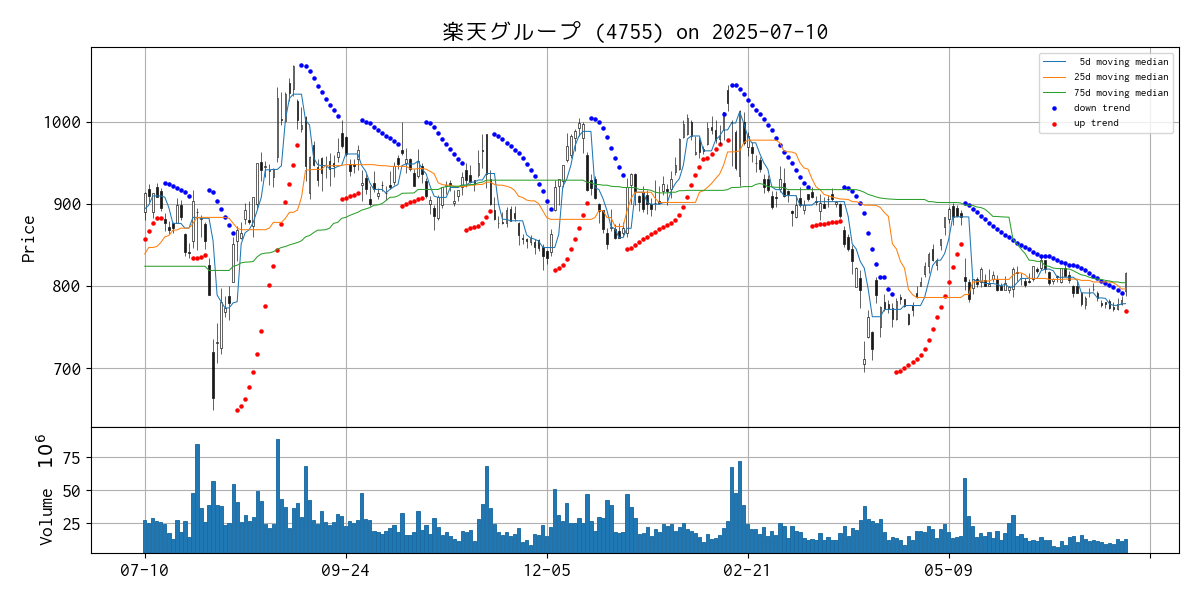 楽天グループ (4755) on 2025-07-10
5d moving median
25d moving median
75d moving median
down trend
up trend
Price
1000
900
800
700
Volume 10^6
75
50
25
07-10
09-24
12-05
02-21
05-09